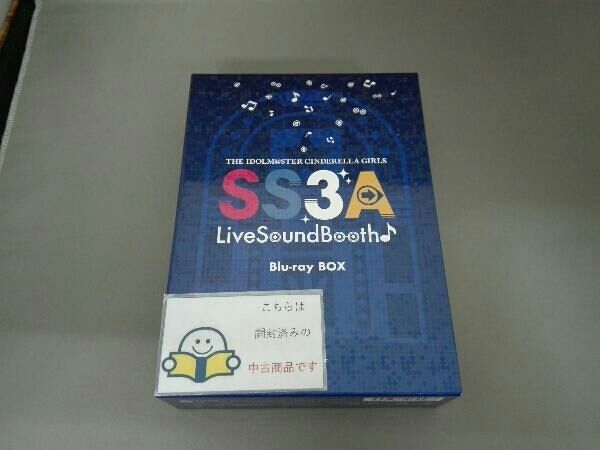 THE IDOLM@STER CINDERELLA GIRLS
SS3A
LiveSoundBooth♪
Blu-ray BOX
こちらは
開封済みの
中古商品です